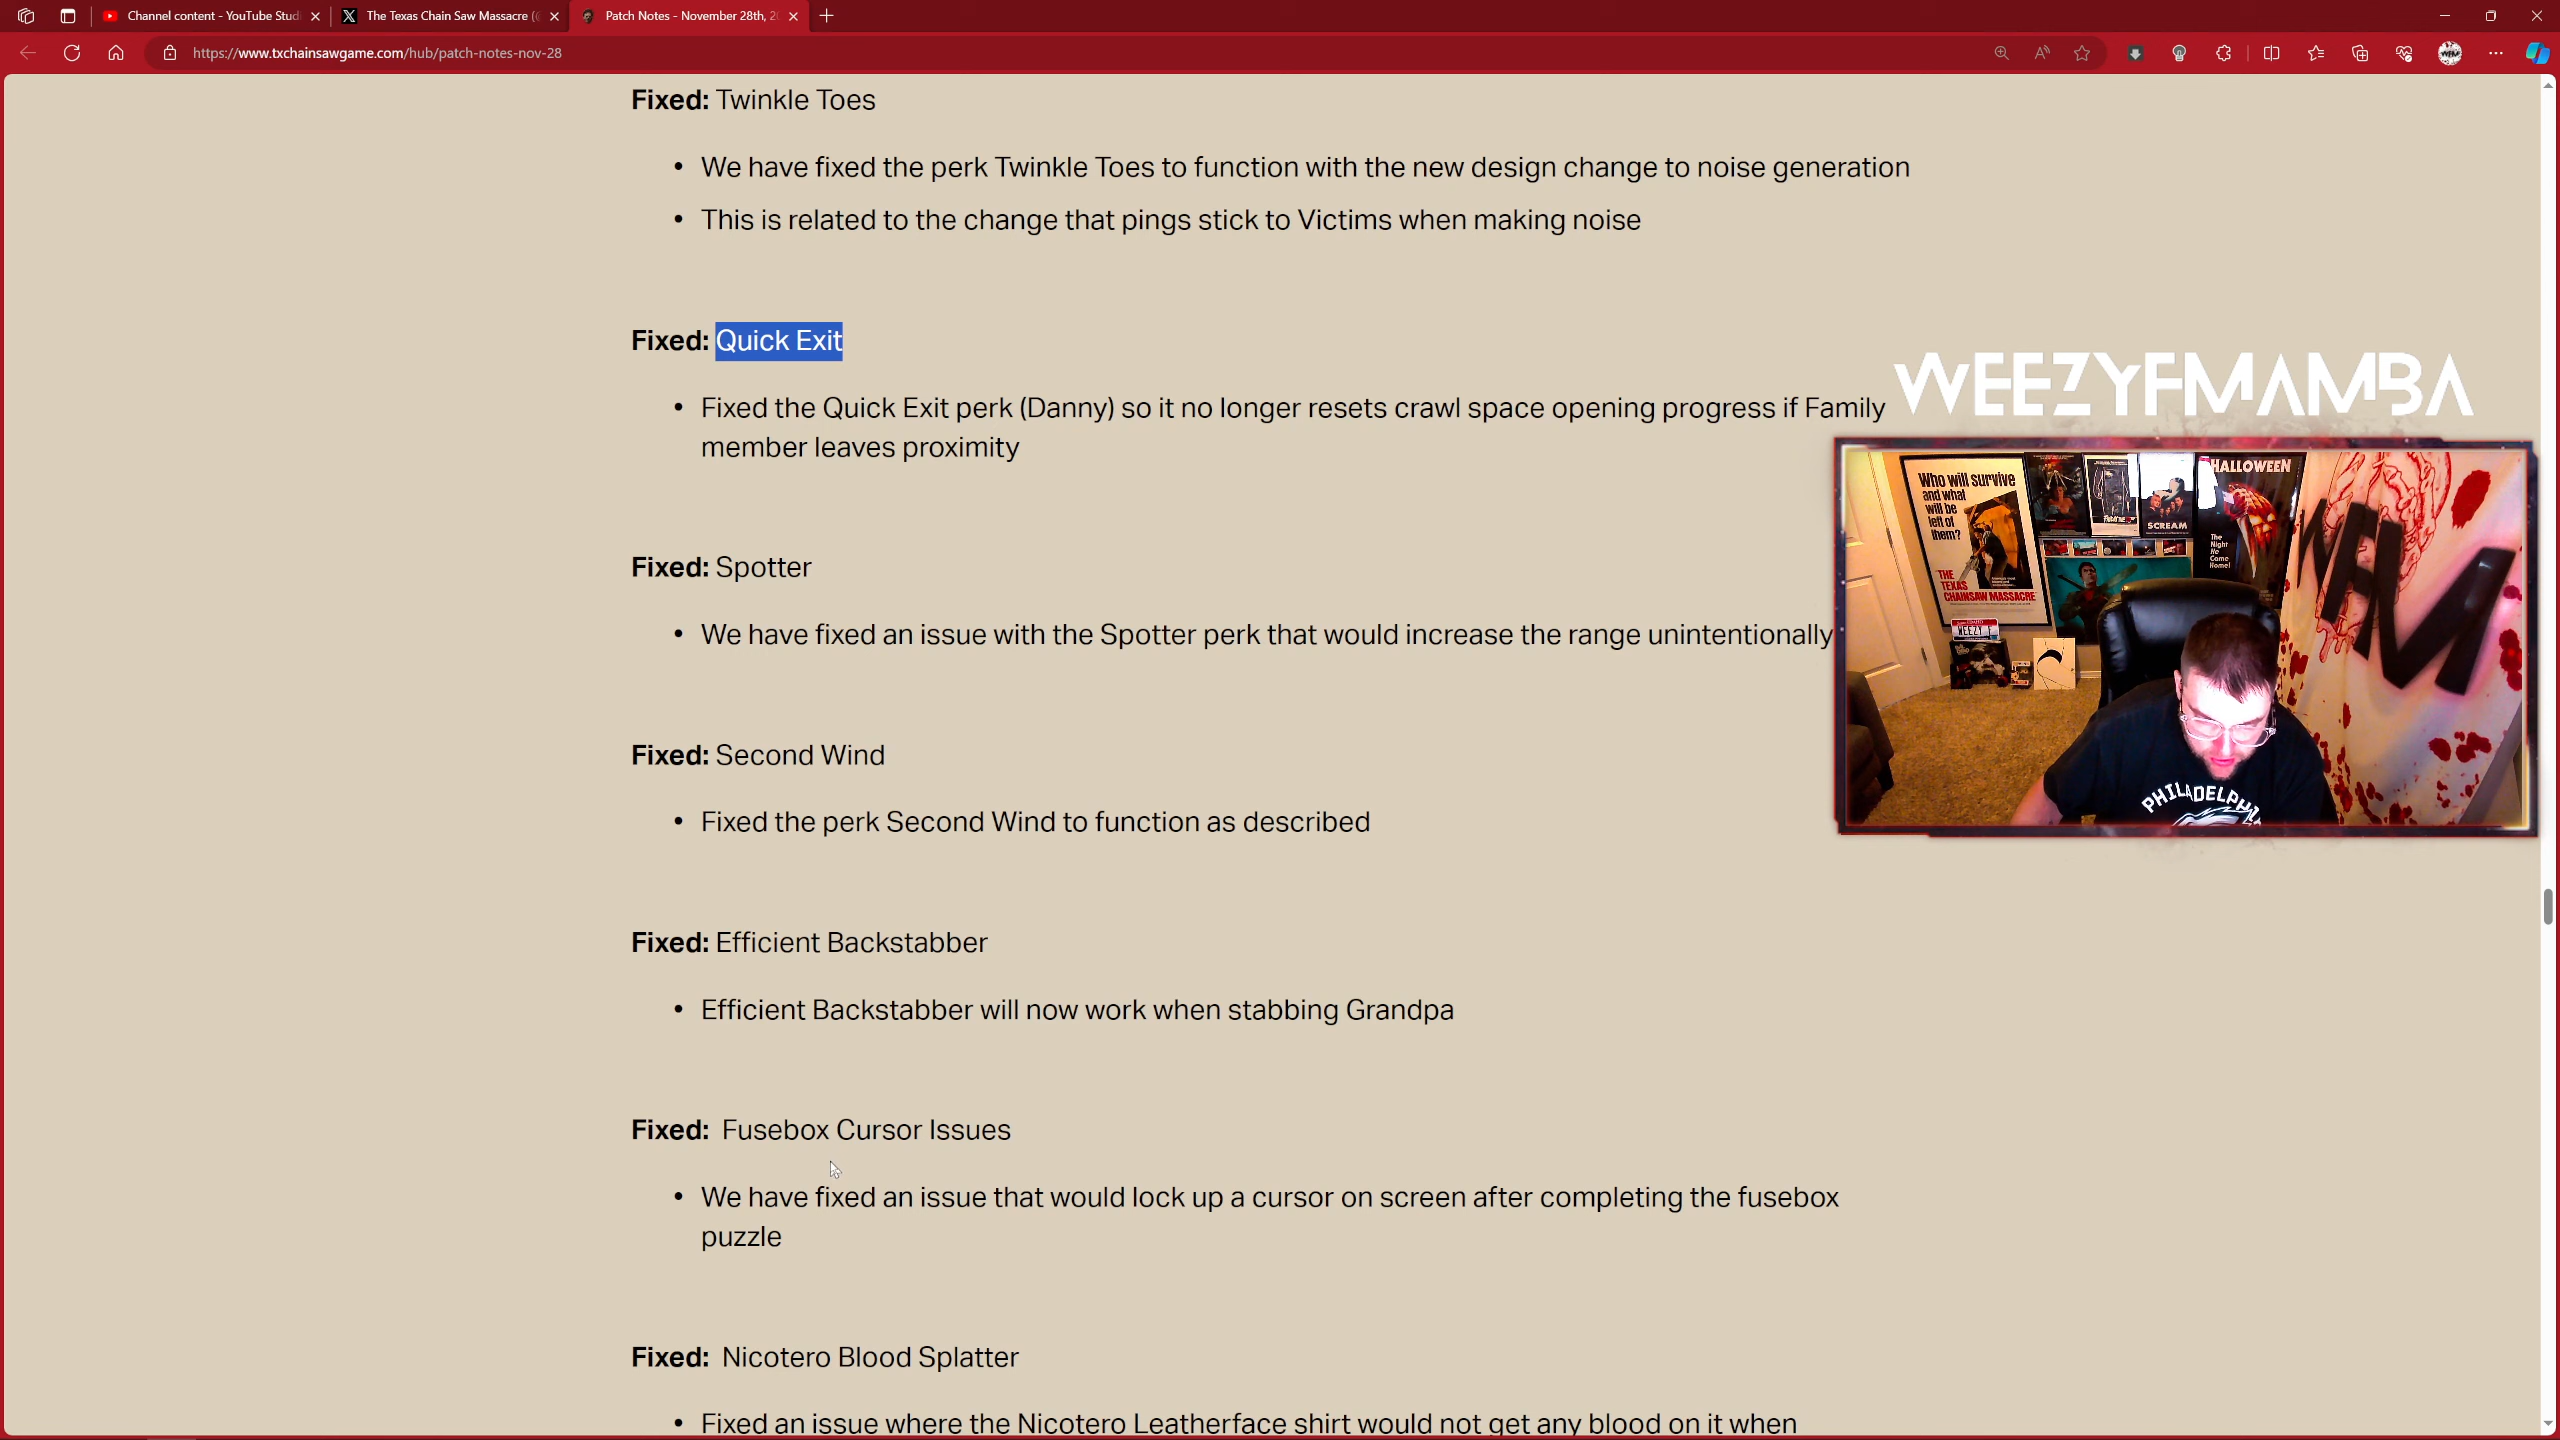 Channel content - YouTube Stud
The Texas Chain Saw Massacre (@
Patch Notes - November 28th, 20
https://www.txchainsawgame.com/hub/patch-notes-nov-28
Fixed: Twinkle Toes
• We have fixed the perk Twinkle Toes to function with the new design change to noise generation
• This is related to the change that pings stick to Victims when making noise
Fixed: Quick Exit
• Fixed the Quick Exit perk (Danny) so it no longer resets crawl space opening progress if Family
member leaves proximity
WEEZYFMAMBA
Who will survive
and what
will be
left of
them?
THE
TEXAS
CHAINSAW MASSACRE
SCREAM
HALLOWEEN
The
Night
He
Came
Home!
WEEZY F
WFM
PHILADELPHI
Fixed: Spotter
• We have fixed an issue with the Spotter perk that would increase the range unintentionally
Fixed: Second Wind
• Fixed the perk Second Wind to function as described
Fixed: Efficient Backstabber
• Efficient Backstabber will now work when stabbing Grandpa
Fixed: Fusebox Cursor Issues
• We have fixed an issue that would lock up a cursor on screen after completing the fusebox
puzzle
Fixed: Nicotero Blood Splatter
• Fixed an issue where the Nicotero Leatherface shirt would not get any blood on it when